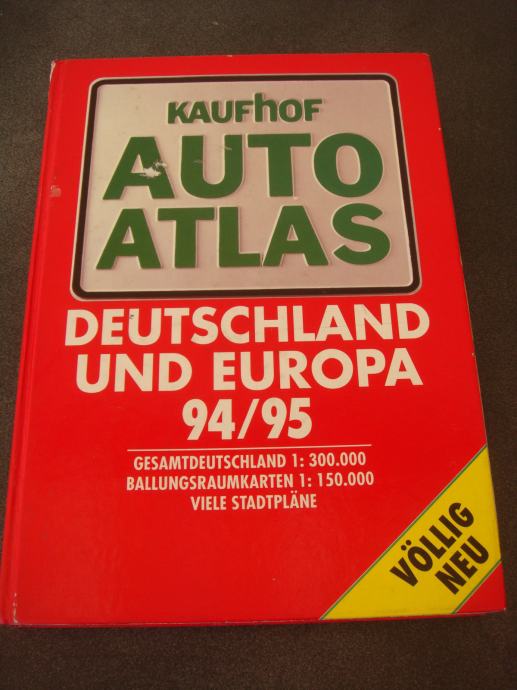 KAUFhOF
AUTO
ATLAS
DEUTSCHLAND
UND EUROPA
94/95
GESAMTDEUTSCHLAND 1: 300.000
BALLUNGSRAUMKARTEN 1: 150.000
VIELE STADTPLÄNE
VÖLLIG
NEU